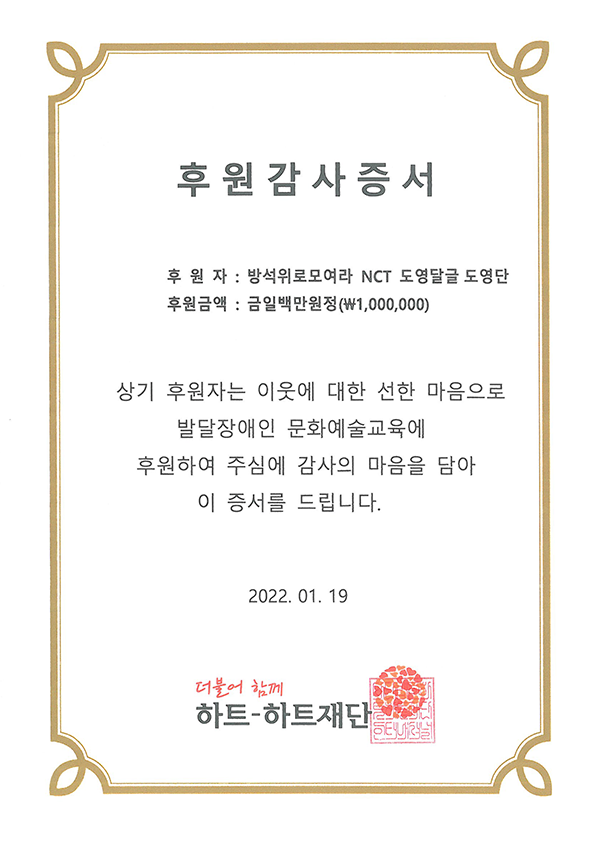 후원감사증서
후 원 자 : 방석위로모여라 NCT 도영달글 도영단
후원금액 : 금일백만원정(₩1,000,000)
상기 후원자는 이웃에 대한 선한 마음으로
발달장애인 문화예술교육에
후원하여 주심에 감사의 마음을 담아
이 증서를 드립니다.
2022. 01. 19
더불어 함께
하트-하트재단